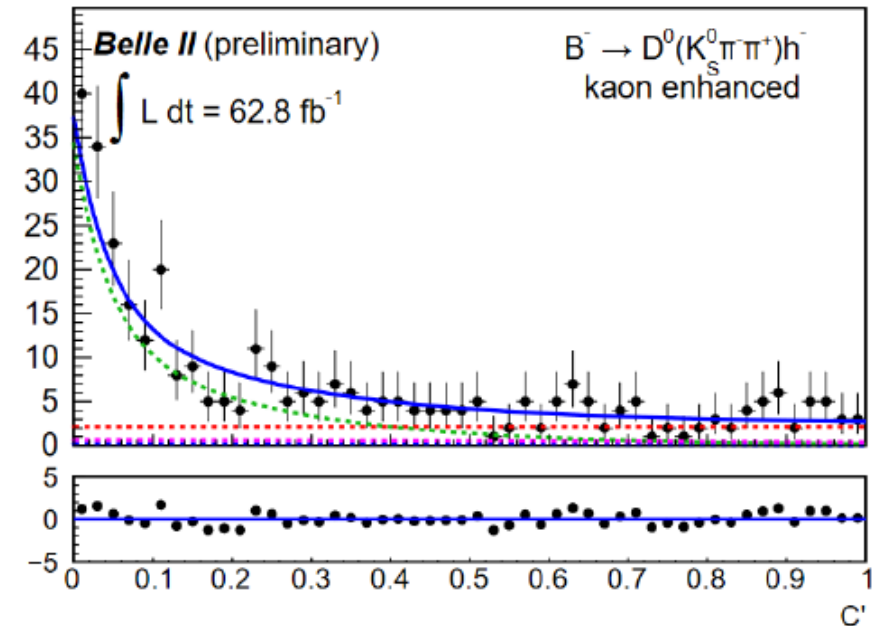 Belle II (preliminary)
∫ L dt = 62.8 fb⁻¹
B⁻ → D⁰(K⁰Sπ⁻π⁺)h⁻
kaon enhanced
45
40
35
30
25
20
15
10
5
0
5
0
−5
0 0.1 0.2 0.3 0.4 0.5 0.6 0.7 0.8 0.9 1
C'